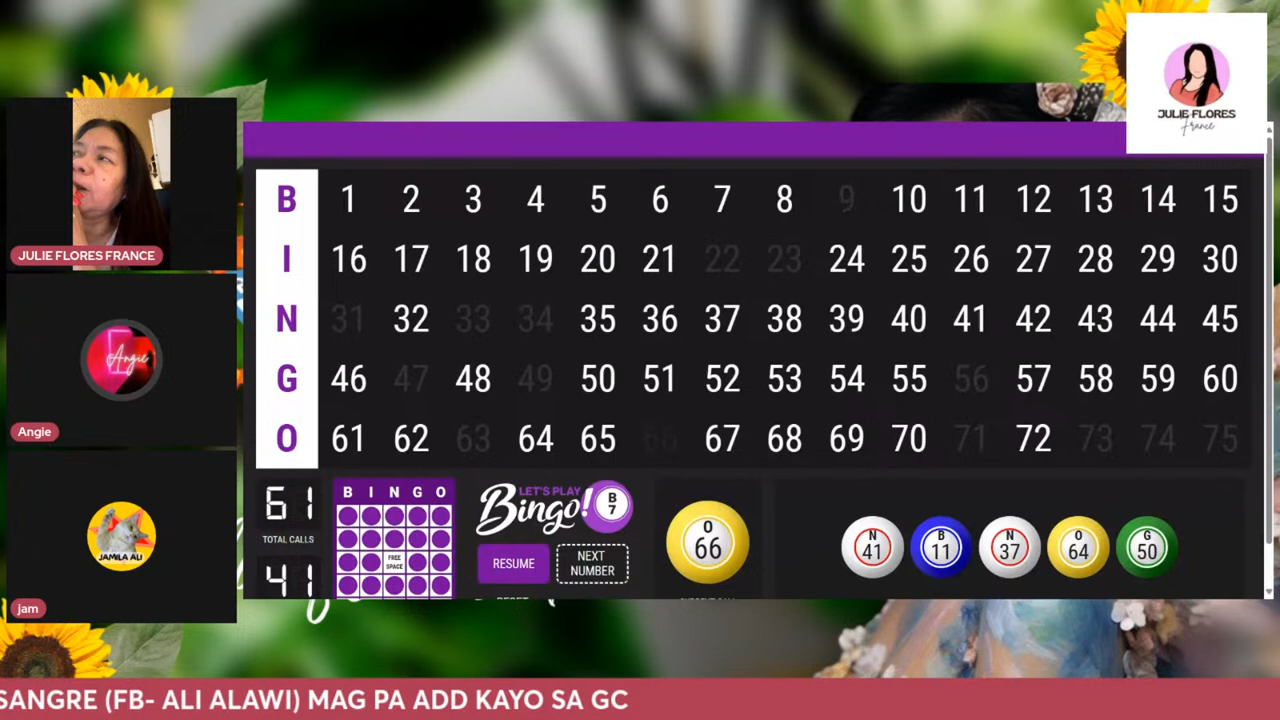 JULIE FLORES
France
JULIE FLORES FRANCE
Angie
Angie
JAMILA ALI
jam
B 1 2 3 4 5 6 7 8 9 10 11 12 13 14 15
I 16 17 18 19 20 21 22 23 24 25 26 27 28 29 30
N 31 32 33 34 35 36 37 38 39 40 41 42 43 44 45
G 46 47 48 49 50 51 52 53 54 55 56 57 58 59 60
O 61 62 63 64 65 66 67 68 69 70 71 72 73 74 75
61
TOTAL CALLS
41
B I N G O
FREE
SPACE
LET'S PLAY
Bingo!
B
7
RESUME
NEXT
NUMBER
O
66
N
41
B
11
N
37
O
64
G
50
SANGRE (FB- ALI ALAWI) MAG PA ADD KAYO SA GC